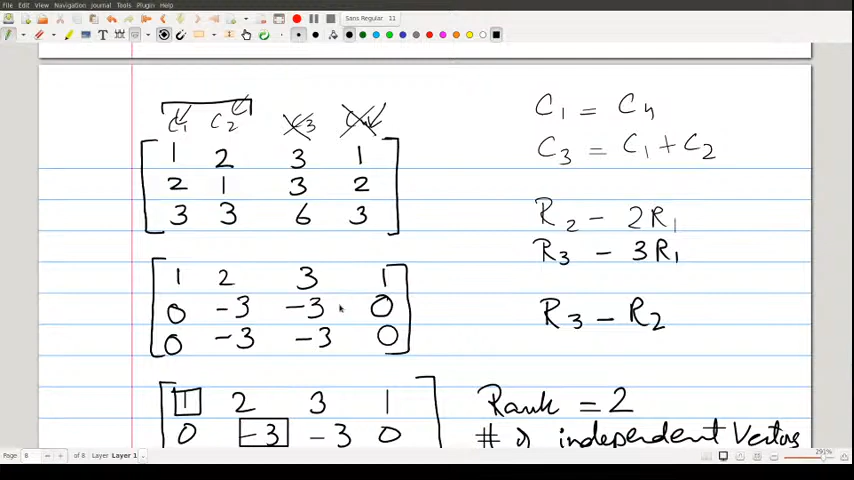 File Edit View Navigation Journal Tools Plugin Help
Sans Regular 11
C1 C2 C3 C4
1 2 3 1
2 1 3 2
3 3 6 3
C1 = C4
C3 = C1 + C2
R2 - 2R1
R3 - 3R1
1 2 3 1
0 -3 -3 0
0 -3 -3 0
R3 - R2
1 2 3 1
0 -3 -3 0
Rank = 2
# of independent Vectors
Page 8 of 8 Layer Layer 1
291%